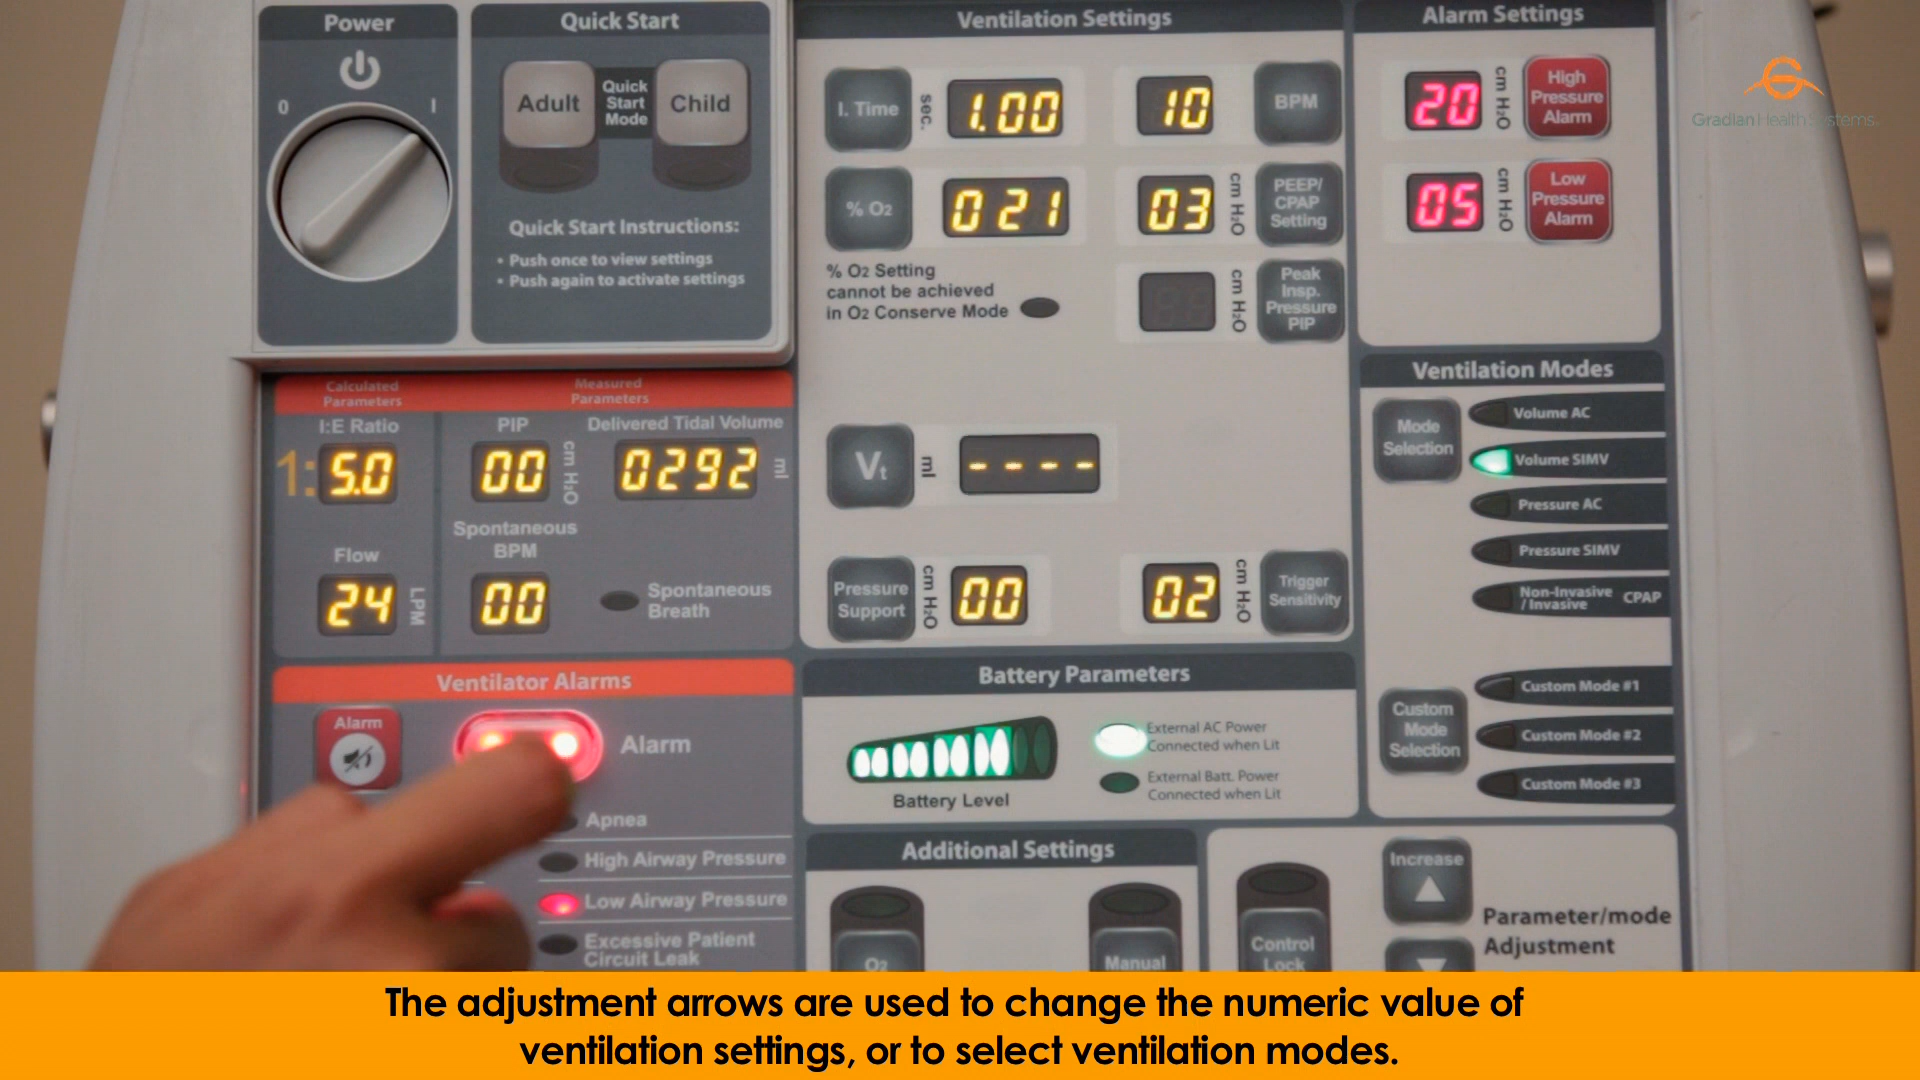 Power
0
I
Quick Start
Adult
Quick
Start
Mode
Child
Quick Start Instructions:
• Push once to view settings
• Push again to activate settings
Ventilation Settings
I. Time
sec.
1.00
10
BPM
% O2
021
03
cm H2O
PEEP/
CPAP
Setting
% O2 Setting
cannot be achieved
in O2 Conserve Mode
cm H2O
Peak
Insp.
Pressure
PIP
Vt
ml
- - - -
Pressure
Support
cm H2O
00
02
cm H2O
Trigger
Sensitivity
Alarm Settings
20
cm H2O
High
Pressure
Alarm
05
cm H2O
Low
Pressure
Alarm
Gradian Health Systems
Calculated
Parameters
Measured
Parameters
I:E Ratio
1: 5.0
PIP
00
cm H2O
Delivered Tidal Volume
0292
ml
Flow
24
LPM
Spontaneous
BPM
00
Spontaneous
Breath
Ventilation Modes
Mode
Selection
Volume AC
Volume SIMV
Pressure AC
Pressure SIMV
Non-Invasive
/Invasive
CPAP
Custom
Mode
Selection
Custom Mode #1
Custom Mode #2
Custom Mode #3
Ventilator Alarms
Alarm
Alarm
Apnea
High Airway Pressure
Low Airway Pressure
Excessive Patient
Circuit Leak
Battery Parameters
Battery Level
External AC Power
Connected when Lit
External Batt. Power
Connected when Lit
Additional Settings
O2
Manual
Control
Lock
Increase
Parameter/mode
Adjustment
The adjustment arrows are used to change the numeric value of
ventilation settings, or to select ventilation modes.